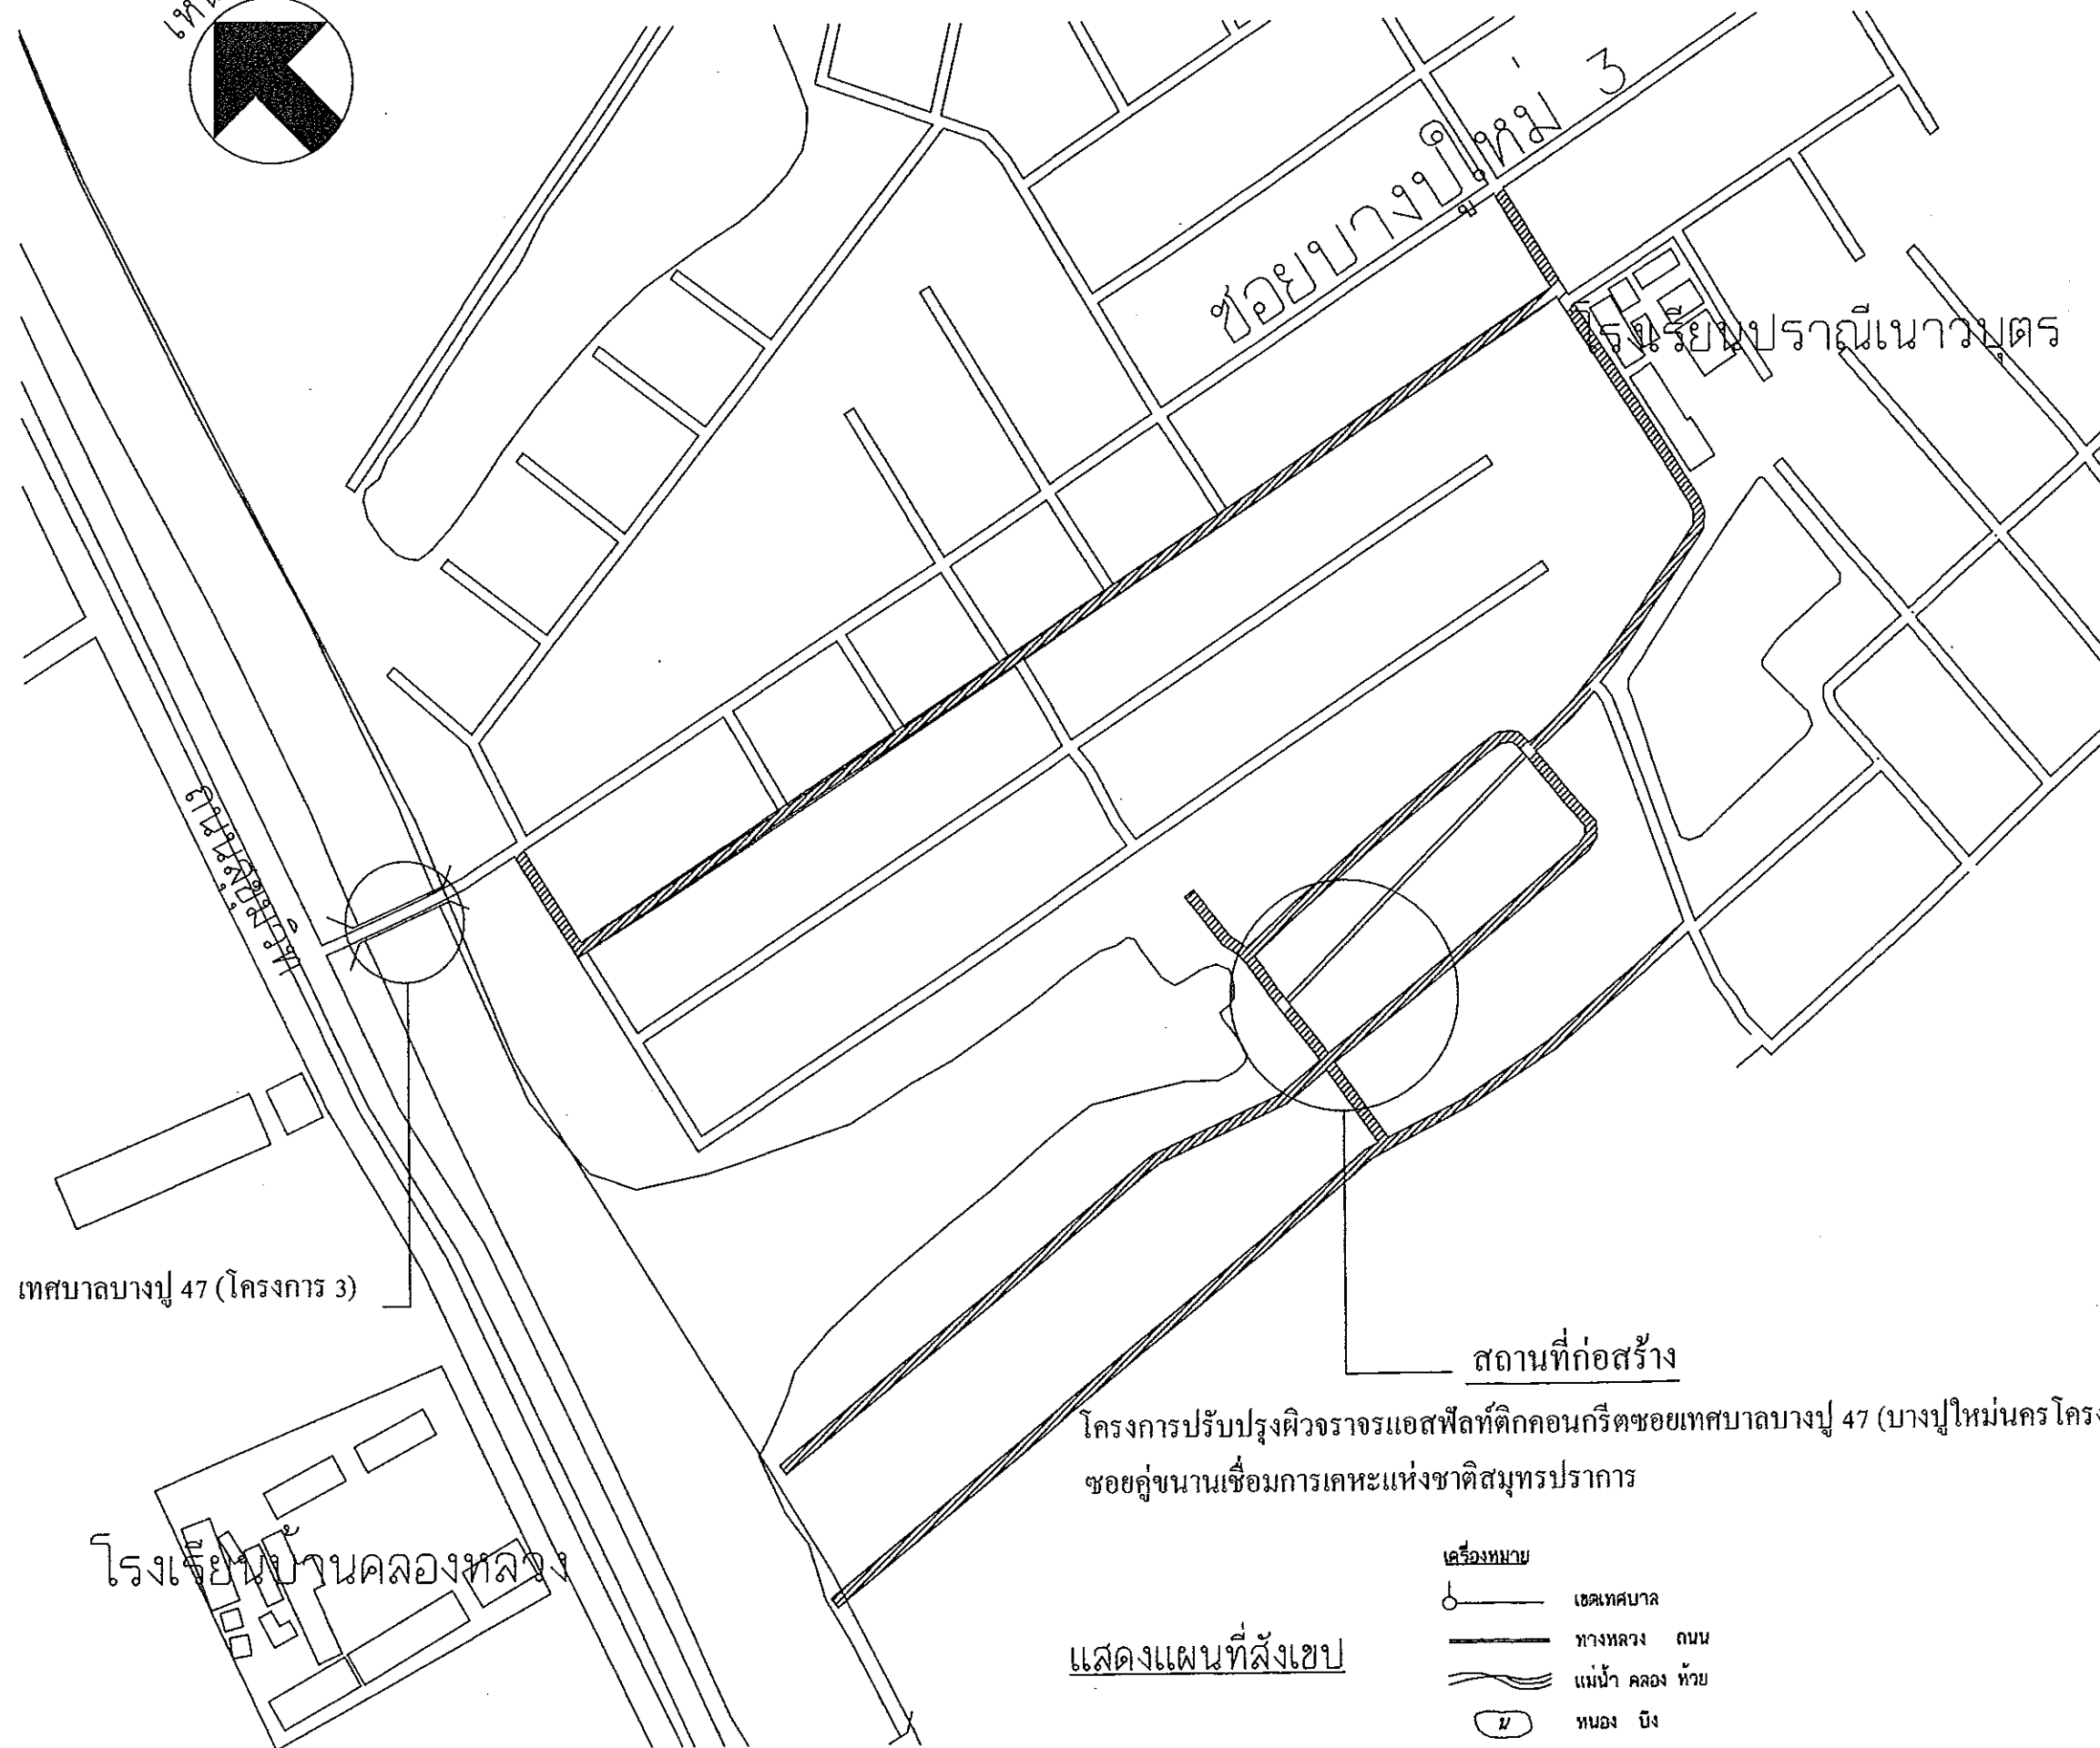 ซอยบางปูใหม่ 3
โรงเรียนปราณีเนาวบุตร
ถนนสุขุมวิท
เทศบาลบางปู 47 (โครงการ 3)
สถานที่ก่อสร้าง
โครงการปรับปรุงผิวจราจรแอสฟัลท์ติกคอนกรีตซอยเทศบาลบางปู 47 (บางปูใหม่นครโครง
ซอยคู่ขนานเชื่อมการเคหะแห่งชาติสมุทรปราการ
โรงเรียนบ้านคลองหลวง
เครื่องหมาย
เขตเทศบาล
ทางหลวง ถนน
แม่น้ำ คลอง ห้วย
น หนอง บึง
แสดงแผนที่สังเขป